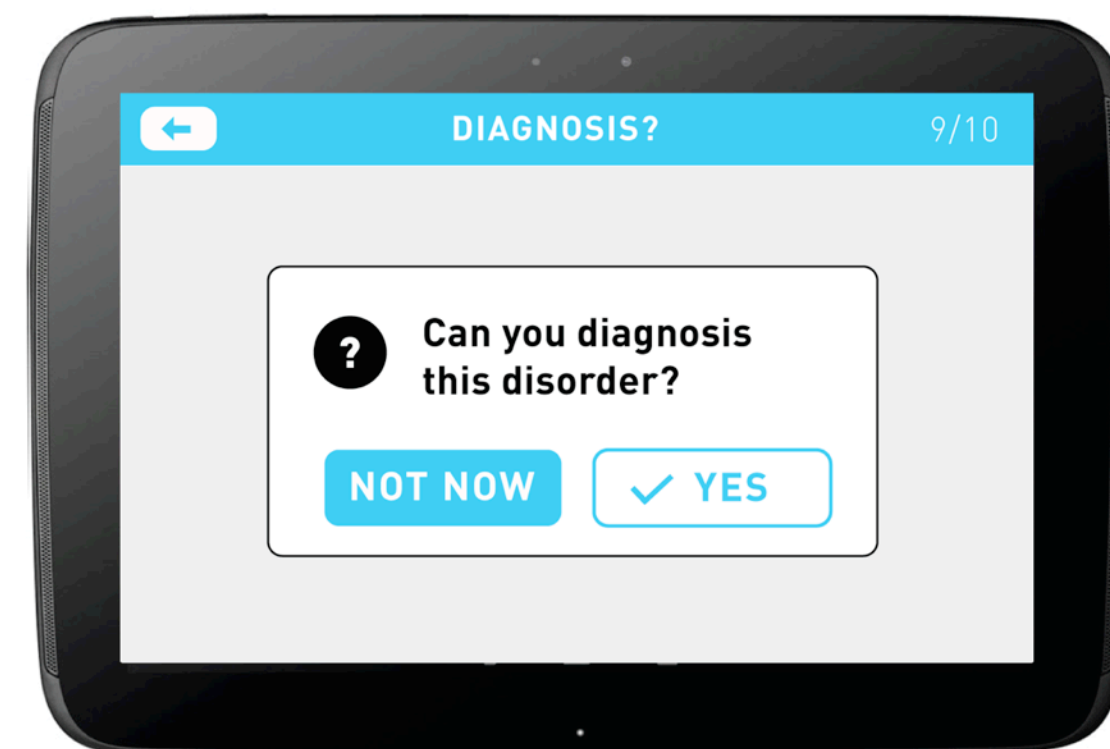 DIAGNOSIS? 9/10
?
Can you diagnosis
this disorder?
NOT NOW YES